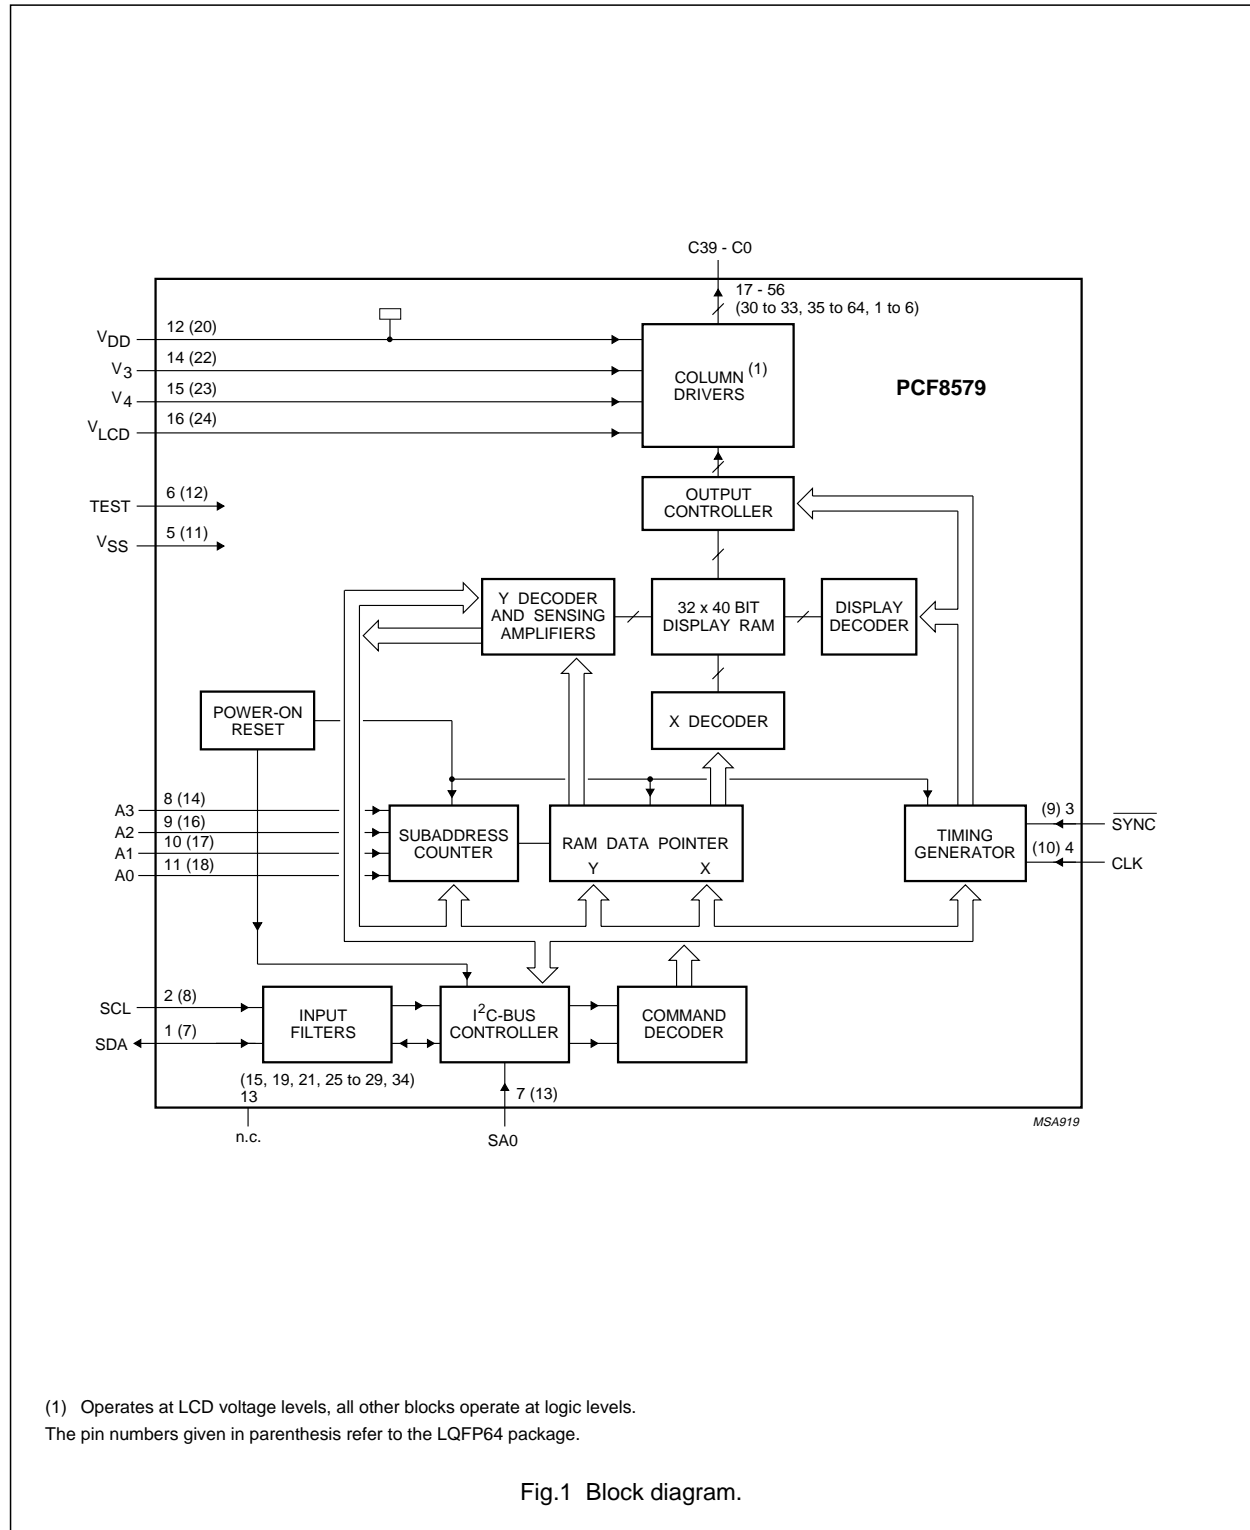 C39 - C0
17 - 56
(30 to 33, 35 to 64, 1 to 6)
VDD
12 (20)
V3
14 (22)
V4
15 (23)
VLCD
16 (24)
COLUMN (1)
DRIVERS
PCF8579
TEST
6 (12)
VSS
5 (11)
OUTPUT
CONTROLLER
Y DECODER
AND SENSING
AMPLIFIERS
32 x 40 BIT
DISPLAY RAM
DISPLAY
DECODER
POWER-ON
RESET
X DECODER
A3
8 (14)
A2
9 (16)
A1
10 (17)
A0
11 (18)
SUBADDRESS
COUNTER
RAM DATA POINTER
Y X
TIMING
GENERATOR
(9) 3
SYNC
(10) 4
CLK
SCL
2 (8)
SDA
1 (7)
INPUT
FILTERS
I2C-BUS
CONTROLLER
COMMAND
DECODER
(15, 19, 21, 25 to 29, 34)
13
n.c.
7 (13)
SA0
MSA919
(1) Operates at LCD voltage levels, all other blocks operate at logic levels.
The pin numbers given in parenthesis refer to the LQFP64 package.
Fig.1 Block diagram.